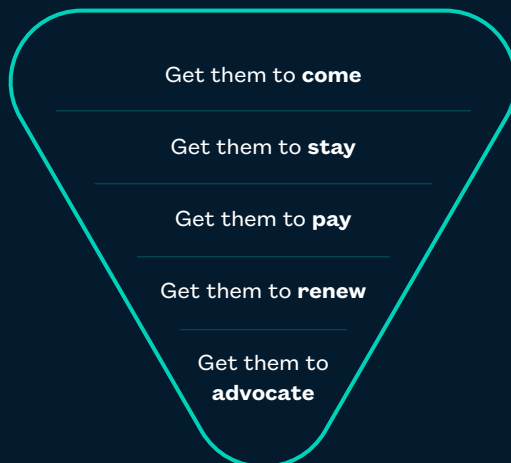 Get them to come
Get them to stay
Get them to pay
Get them to renew
Get them to
advocate